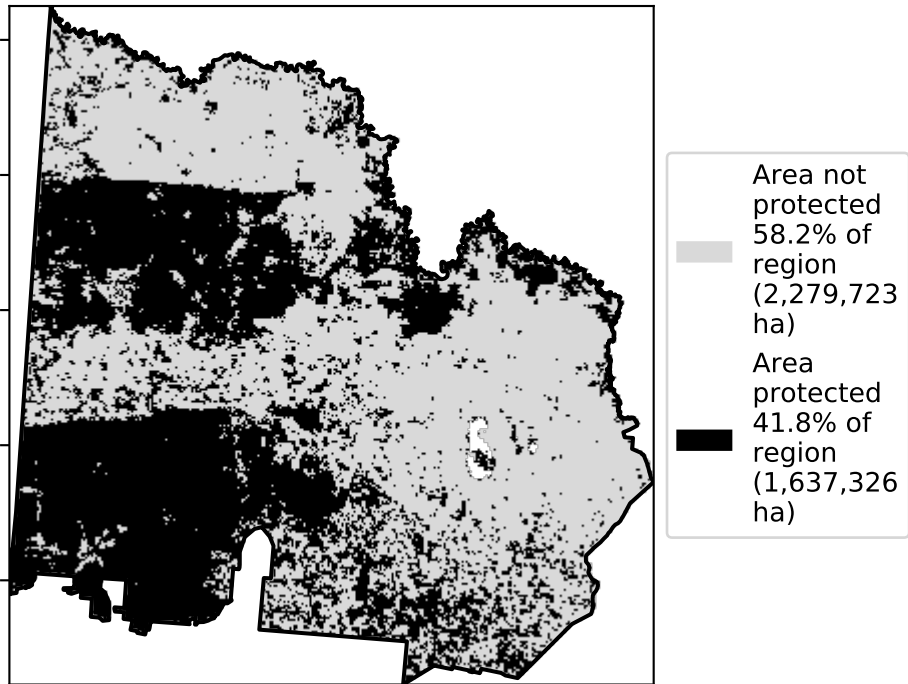 Area not
protected
58.2% of
region
(2,279,723
ha)
Area
protected
41.8% of
region
(1,637,326
ha)